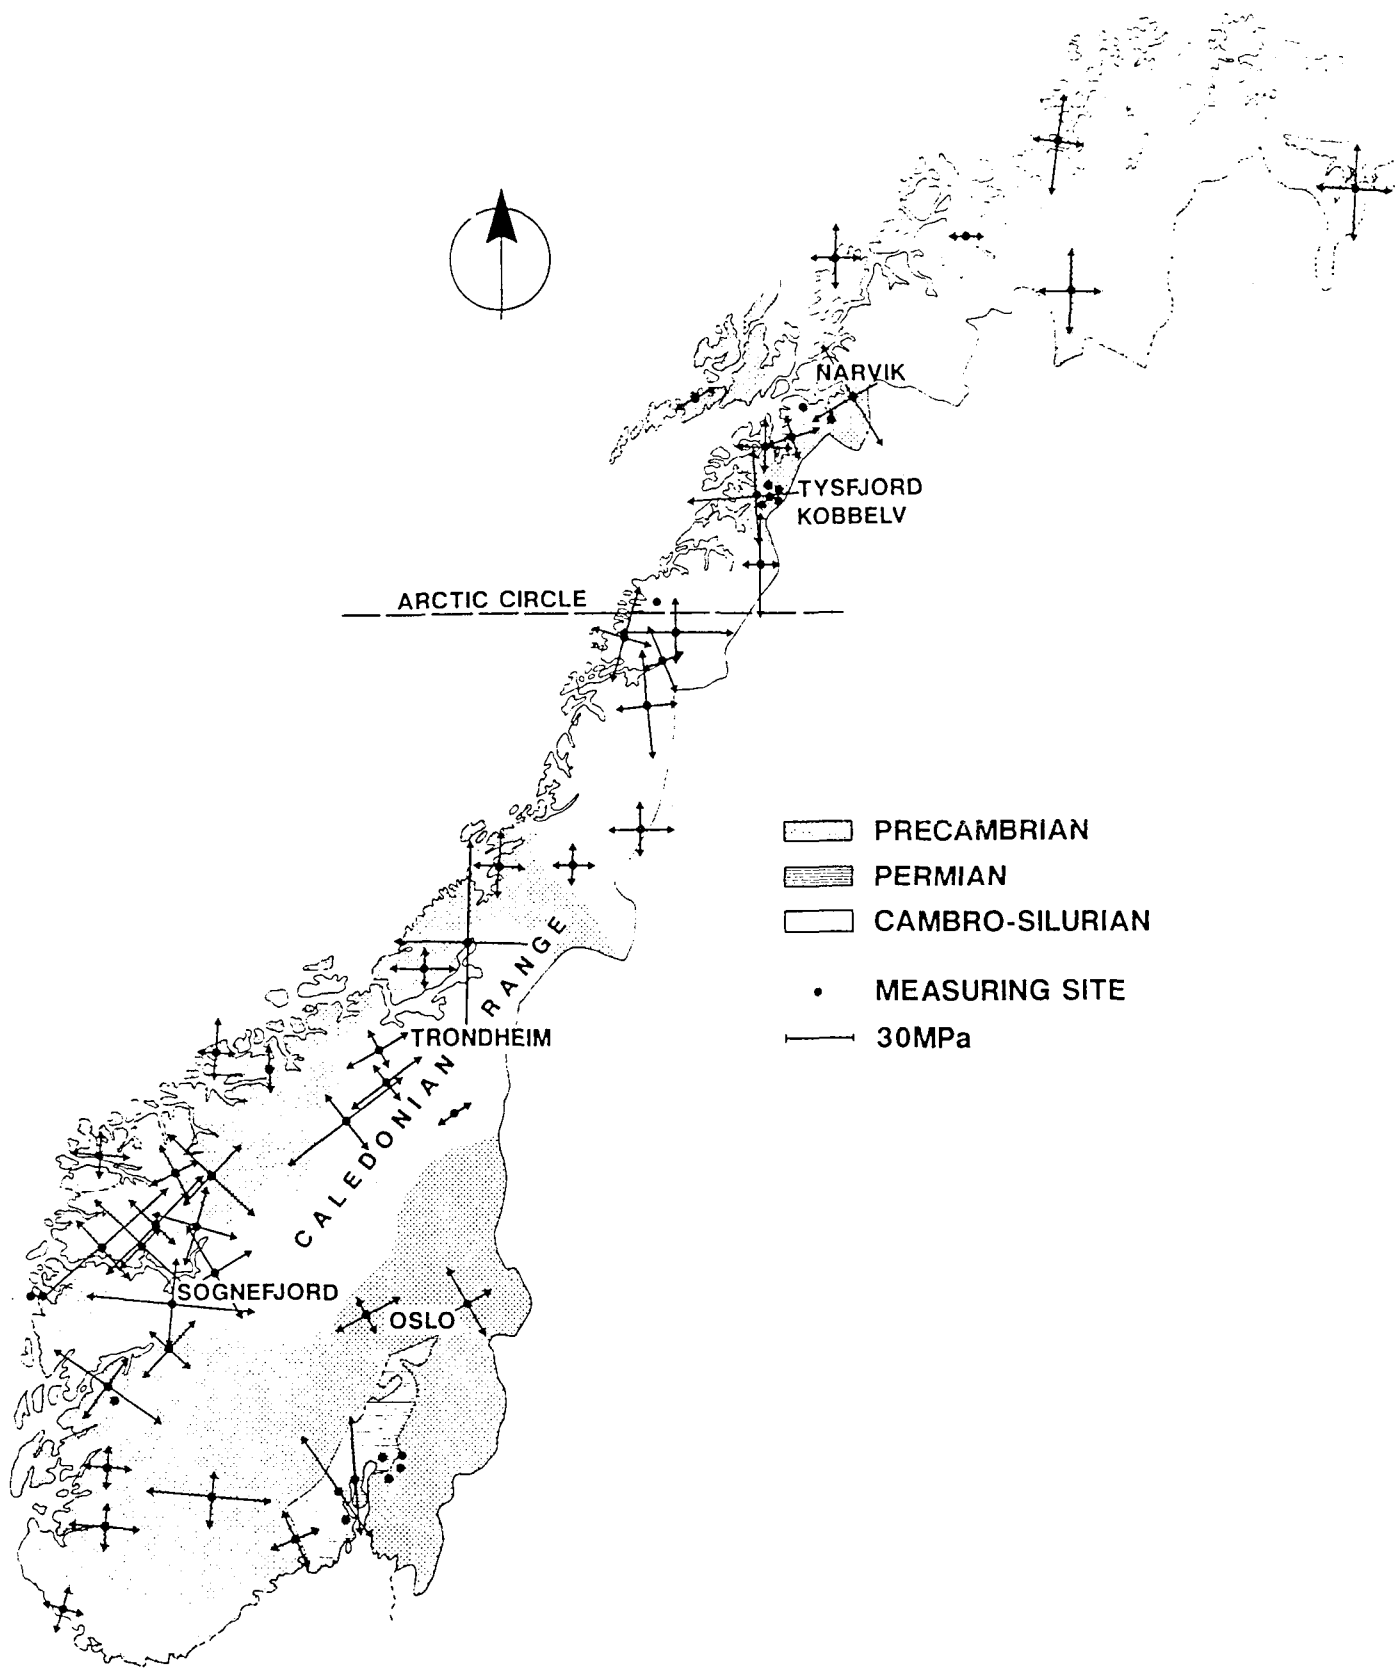 NARVIK
TYSFJORD
KOBBELV
ARCTIC CIRCLE
PRECAMBRIAN
PERMIAN
CAMBRO-SILURIAN
MEASURING SITE
30MPa
TRONDHEIM
CALEDONIAN RANGE
SOGNEFJORD
OSLO